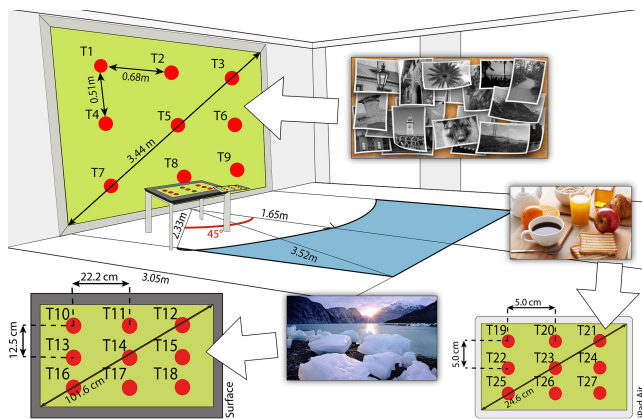 T1
T2
T3
0.68m
0.51m
T4
T5
T6
3.44 m
T7
T8
T9
2.33m
45°
1.65m
3.52m
3.05m
22.2 cm
T10
T11
T12
12.5 cm
T13
T14
T15
T16
T17
T18
101.6 cm
Surface
5.0 cm
T19
T20
T21
5.0 cm
T22
T23
T24
T25
T26
T27
24.6 cm
iPad Air